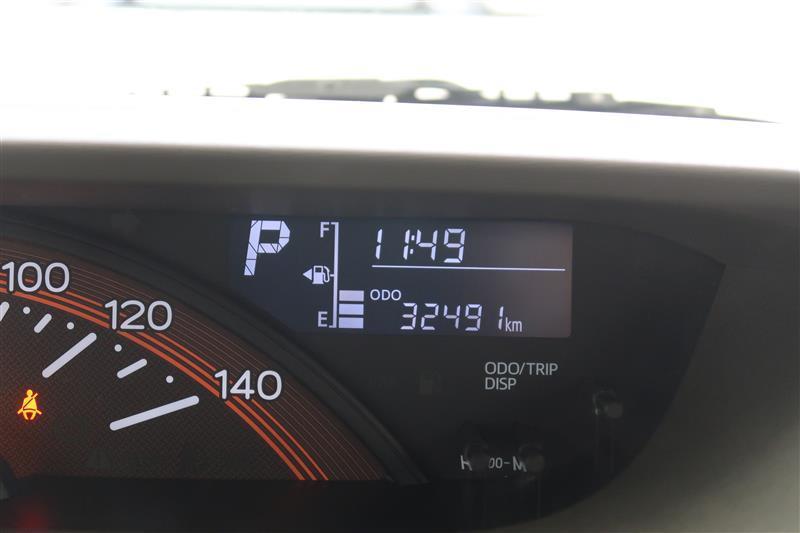 100
120
140
P
F
E
11:49
ODO
32491km
ODO/TRIP
DISP